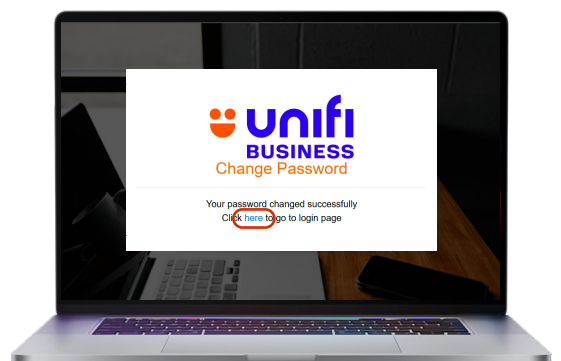 unifi
BUSINESS
Change Password
Your password changed successfully
Click here to go to login page